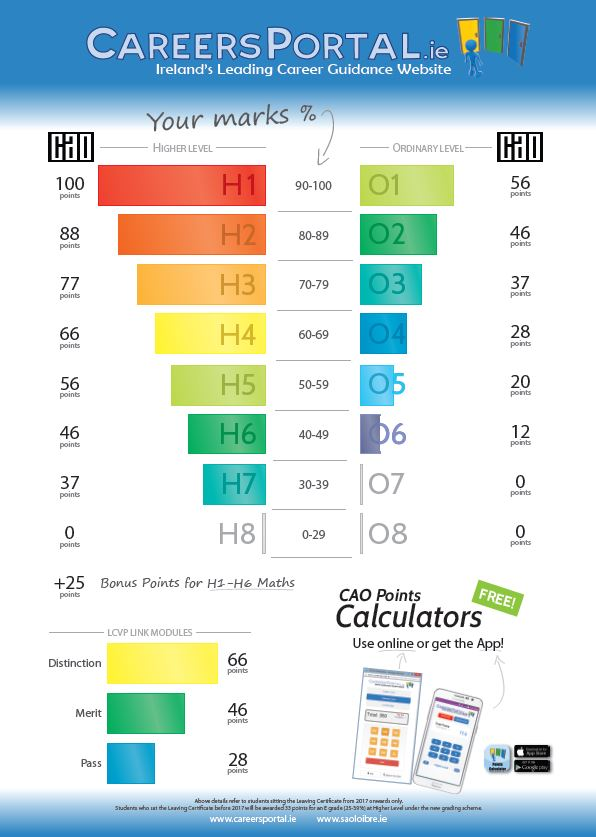 CAREERSPORTAL.ie
Ireland's Leading Career Guidance Website
Your marks %
CAO HIGHER LEVEL ORDINARY LEVEL CAO
100 points H1 90-100 O1 56 points
88 points H2 80-89 O2 46 points
77 points H3 70-79 O3 37 points
66 points H4 60-69 O4 28 points
56 points H5 50-59 O5 20 points
46 points H6 40-49 O6 12 points
37 points H7 30-39 O7 0 points
0 points H8 0-29 O8 0 points
+25 points Bonus Points for H1-H6 Maths
CAO Points
Calculators
FREE!
Use online or get the App!
LCVP LINK MODULES
Distinction 66 points
Merit 46 points
Pass 28 points
App Store
Google play
Above details refer to students sitting the Leaving Certificate from 2017 onwards only.
Students who sat the Leaving Certificate before 2017 will be awarded 33 points for an E grade (25-39%) at Higher Level under the new grading scheme.
www.careersportal.ie www.saoloibre.ie